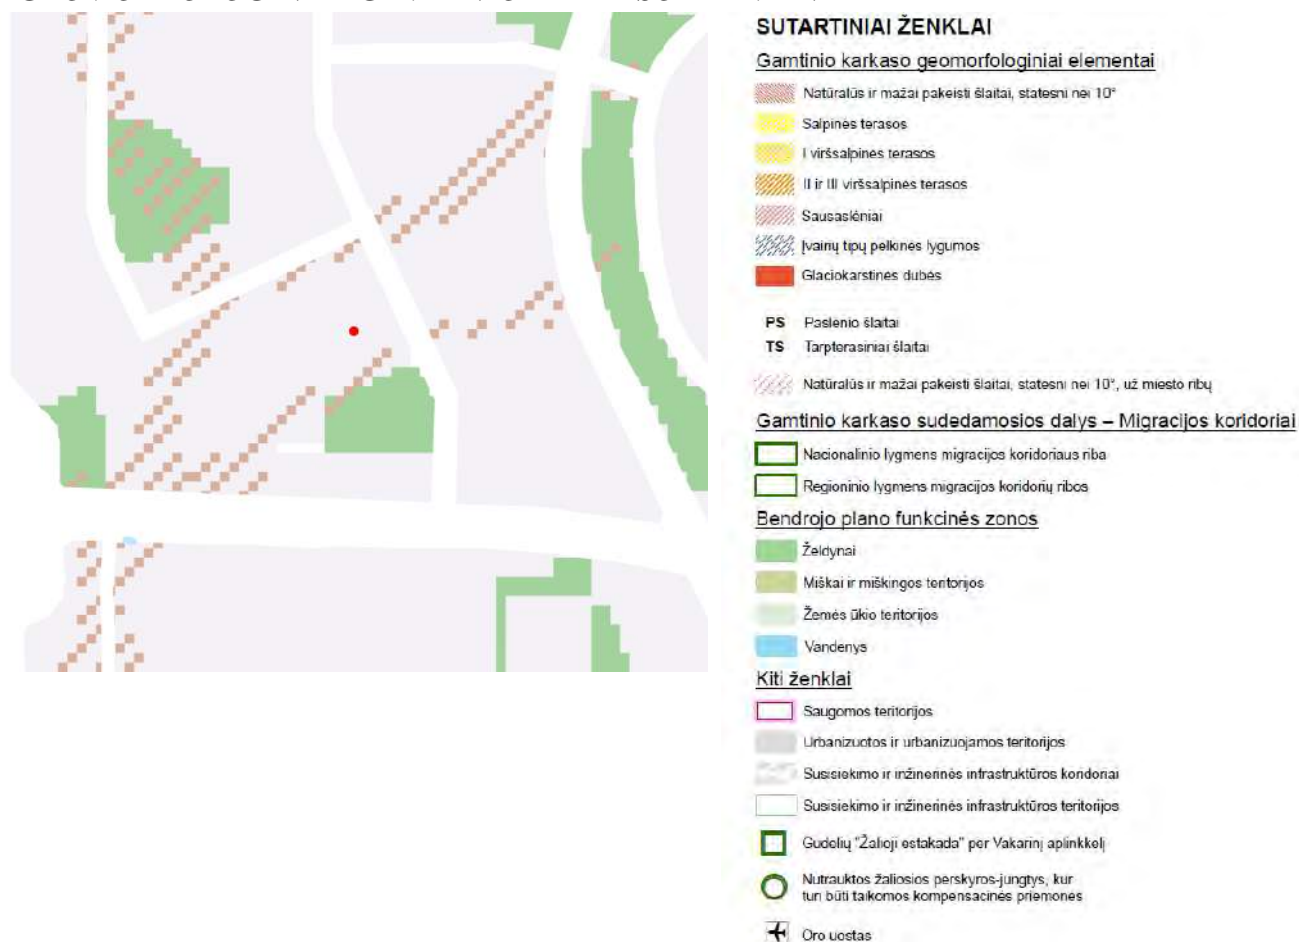 SUTARTINIAI ŽENKLAI
Gamtinio karkaso geomorfologiniai elementai
Natūralūs ir mažai pakeisti šlaitai, statesni nei 10°
Salpinės terasos
I viršsalpinės terasos
II ir III viršsalpinės terasos
Sausaslėniai
Įvairių tipų pelkinės lygumos
Glaciokarstinės dubės
PS Paslėnio šlaitai
TS Tarpterasiniai šlaitai
Natūralūs ir mažai pakeisti šlaitai, statesni nei 10°, už miesto ribų
Gamtinio karkaso sudedamosios dalys – Migracijos koridoriai
Nacionalinio lygmens migracijos koridoriaus riba
Regioninio lygmens migracijos koridorių ribos
Bendrojo plano funkcinės zonos
Želdynai
Miškai ir miškingos teritorijos
Žemės ūkio teritorijos
Vandenys
Kiti ženklai
Saugomos teritorijos
Urbanizuotos ir urbanizuojamos teritorijos
Susisiekimo ir inžinerinės infrastruktūros koridoriai
Susisiekimo ir inžinerinės infrastruktūros teritorijos
Gudelių "Žalioji estakada" per Vakarinį aplinkkelį
Nutrauktos žaliosios perskyros-jungtys, kur
turi būti taikomos kompensacinės priemonės
Oro uostas